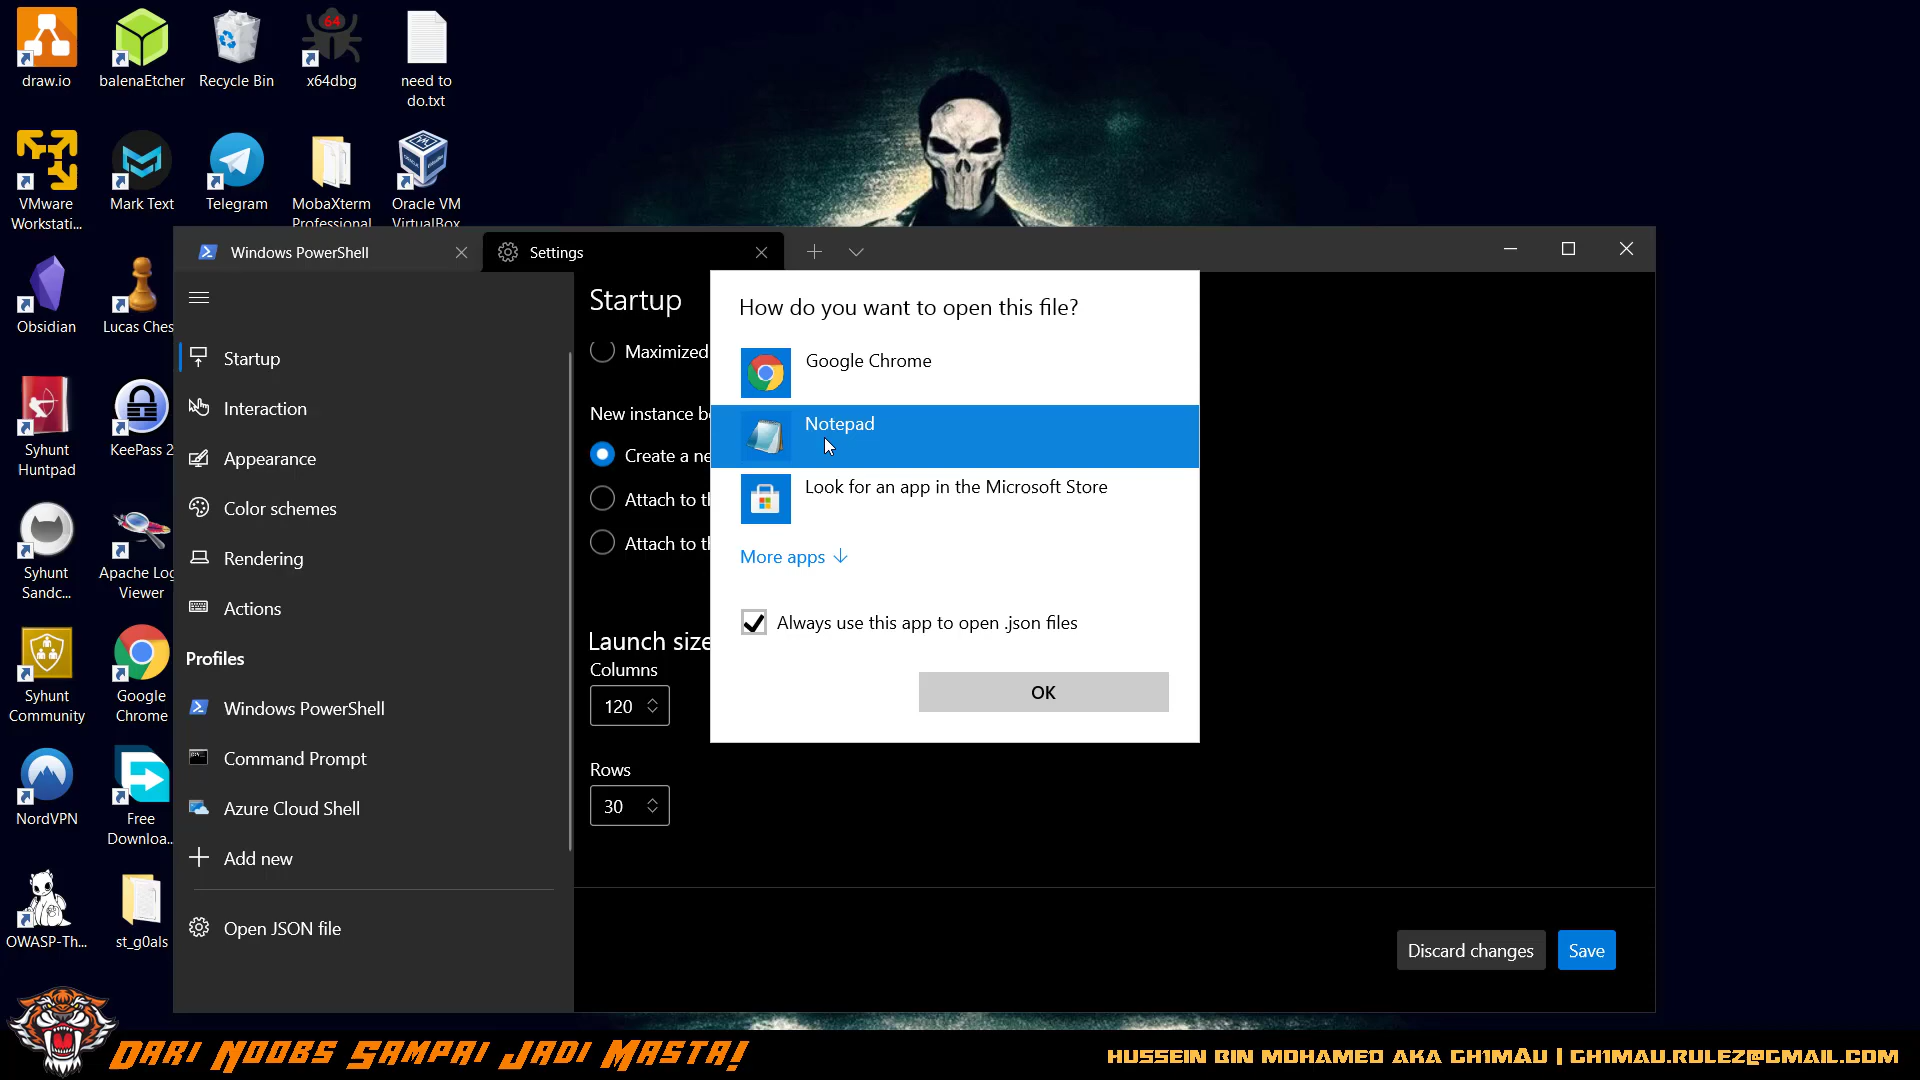 draw.io
balenaEtcher
Recycle Bin
64
x64dbg
need to
do.txt
VMware
Workstati...
Mark Text
Telegram
MobaXterm
Professional
Oracle VM
VirtualBox
Obsidian
Lucas Ches
Syhunt
Huntpad
KeePass 2
Syhunt
Sandc...
Apache Log
Viewer
Syhunt
Community
Google
Chrome
NordVPN
Free
Downloa...
OWASP-Th...
st_g0als
Windows PowerShell
Settings
Startup
Interaction
Appearance
Color schemes
Rendering
Actions
Profiles
Windows PowerShell
Command Prompt
Azure Cloud Shell
Add new
Open JSON file
Startup
Maximized
New instance b
Create a ne
Attach to th
Attach to th
Launch size
Columns
120
Rows
30
Discard changes
Save
How do you want to open this file?
Google Chrome
Notepad
Look for an app in the Microsoft Store
More apps
Always use this app to open .json files
OK
DARI NOOBS SAMPAI JADI MASTA!
HUSSEIN BIN MOHAMED AKA GH1MAU | GH1MAU.RULEZ@GMAIL.COM